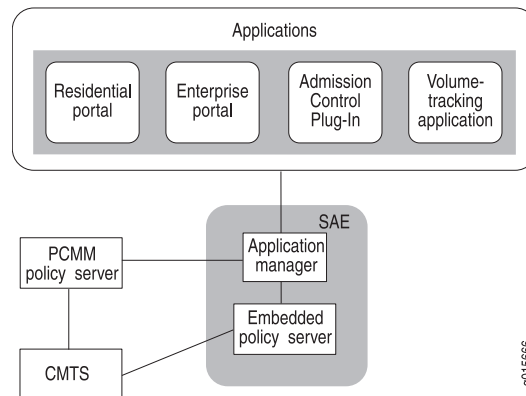 Applications
Residential
portal
Enterprise
portal
Admission
Control
Plug-In
Volume-
tracking
application
SAE
PCMM
policy server
Application
manager
Embedded
policy server
CMTS
g015666